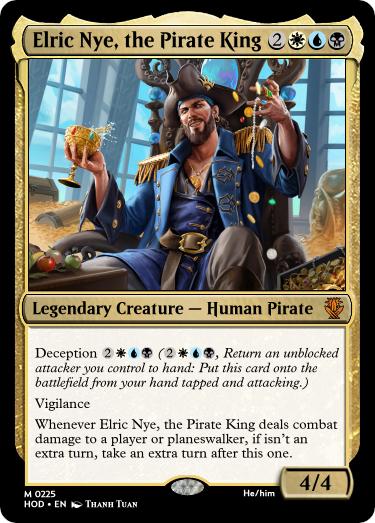 Elric Nye, the Pirate King 2
Legendary Creature — Human Pirate
Deception 2 ( 2 , Return an unblocked
attacker you control to hand: Put this card onto the
battlefield from your hand tapped and attacking.)
Vigilance
Whenever Elric Nye, the Pirate King deals combat
damage to a player or planeswalker, if isn't an
extra turn, take an extra turn after this one.
4/4
M 0225 He/him
HOD • EN Thanh Tuan